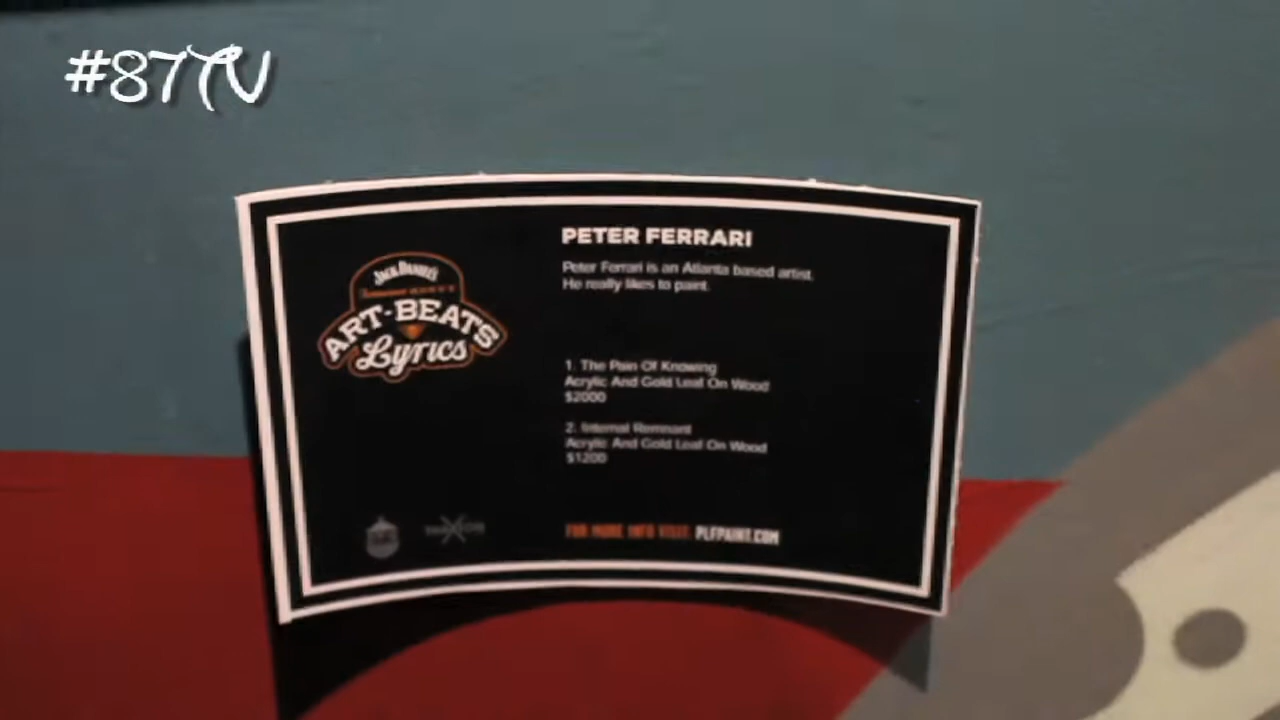 #87TV
PETER FERRARI
Peter Ferrari is an Atlanta based artist.
He really likes to paint.
JACK DANIEL'S
ART·BEATS
Lyrics
1. The Pain Of Knowing
Acrylic And Gold Leaf On Wood
$2000
2. Internal Remnant
Acrylic And Gold Leaf On Wood
$1200
FOR MORE INFO VISIT: PLFPAINT.COM